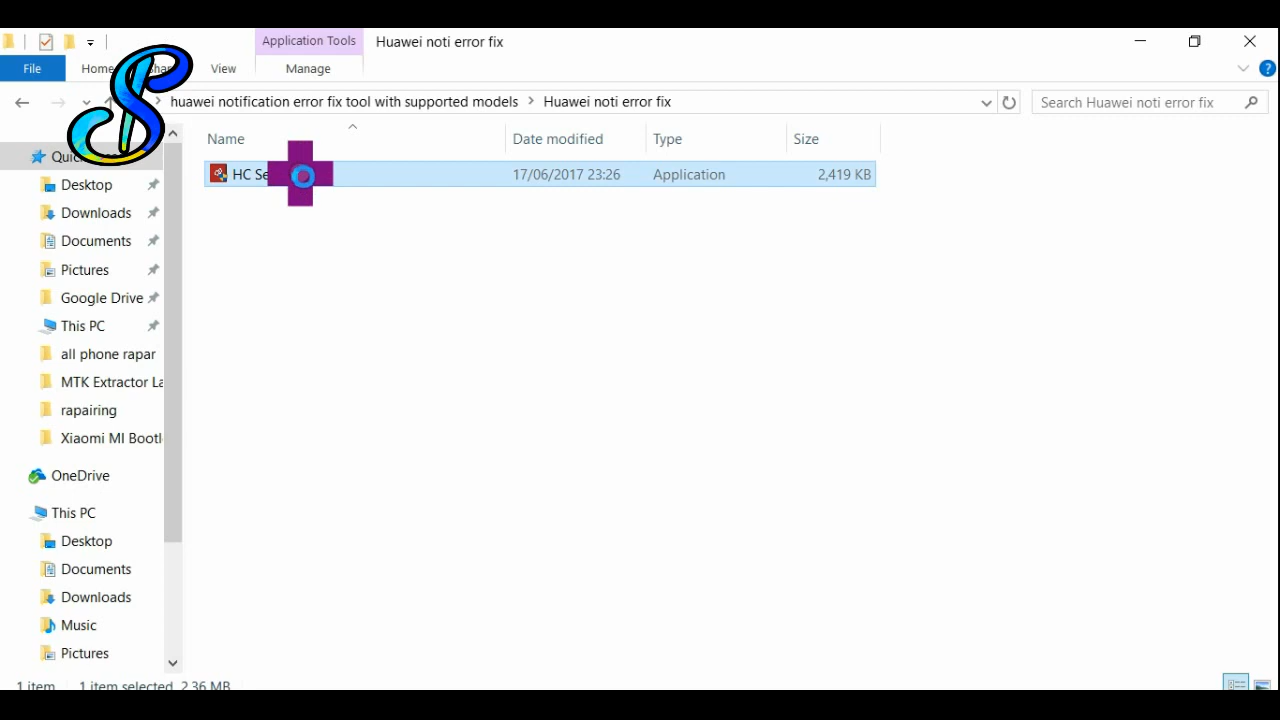 Application Tools
Huawei noti error fix
File
Home
View
Manage
huawei notification error fix tool with supported models
Huawei noti error fix
Search Huawei noti error fix
Name
Date modified
Type
Size
HC Se
17/06/2017 23:26
Application
2,419 KB
Desktop
Downloads
Documents
Pictures
Google Drive
This PC
all phone rapar
MTK Extractor La
rapairing
Xiaomi MI Bootl
OneDrive
This PC
Desktop
Documents
Downloads
Music
Pictures
1 item
1 item selected 2.36 MB